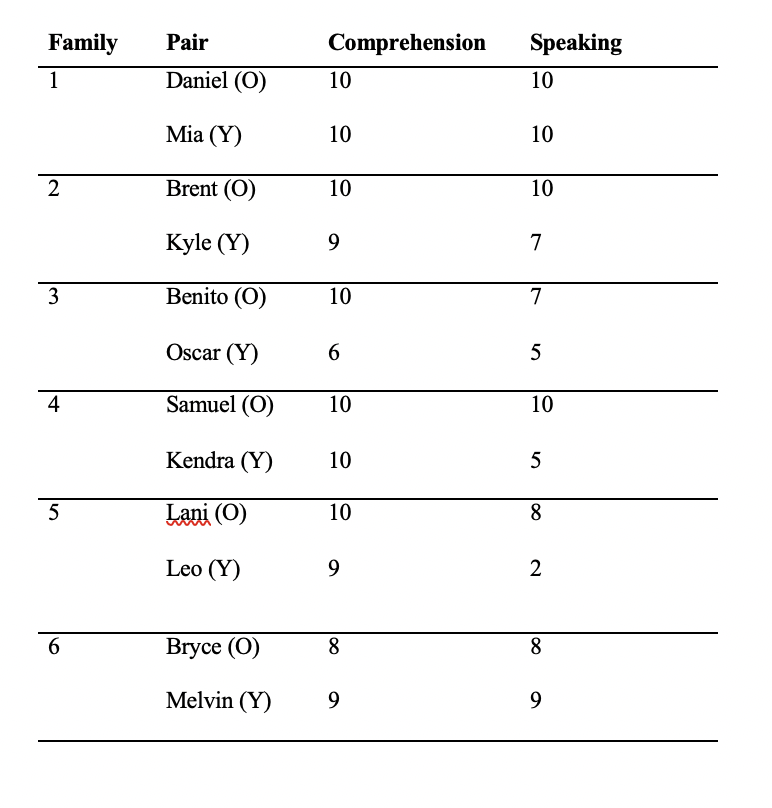 Family Pair Comprehension Speaking
1 Daniel (O) 10 10
Mia (Y) 10 10
2 Brent (O) 10 10
Kyle (Y) 9 7
3 Benito (O) 10 7
Oscar (Y) 6 5
4 Samuel (O) 10 10
Kendra (Y) 10 5
5 Lani (O) 10 8
Leo (Y) 9 2
6 Bryce (O) 8 8
Melvin (Y) 9 9